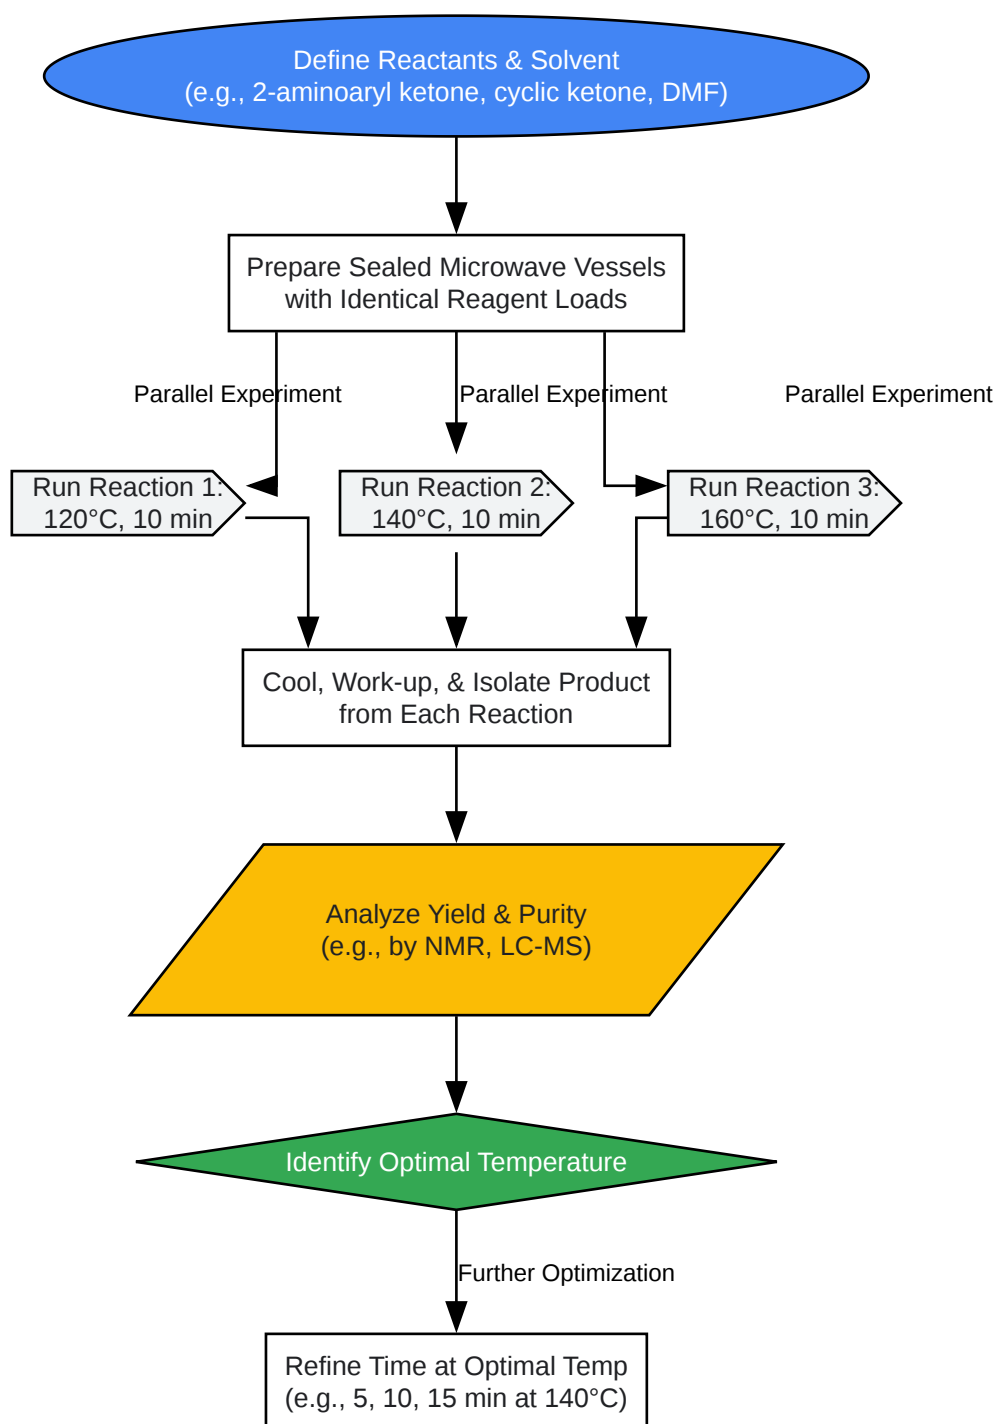 Define Reactants & Solvent
(e.g., 2-aminoaryl ketone, cyclic ketone, DMF)
Prepare Sealed Microwave Vessels
with Identical Reagent Loads
Parallel Experiment
Parallel Experiment
Parallel Experiment
Run Reaction 1:
120°C, 10 min
Run Reaction 2:
140°C, 10 min
Run Reaction 3:
160°C, 10 min
Cool, Work-up, & Isolate Product
from Each Reaction
Analyze Yield & Purity
(e.g., by NMR, LC-MS)
Identify Optimal Temperature
Further Optimization
Refine Time at Optimal Temp
(e.g., 5, 10, 15 min at 140°C)